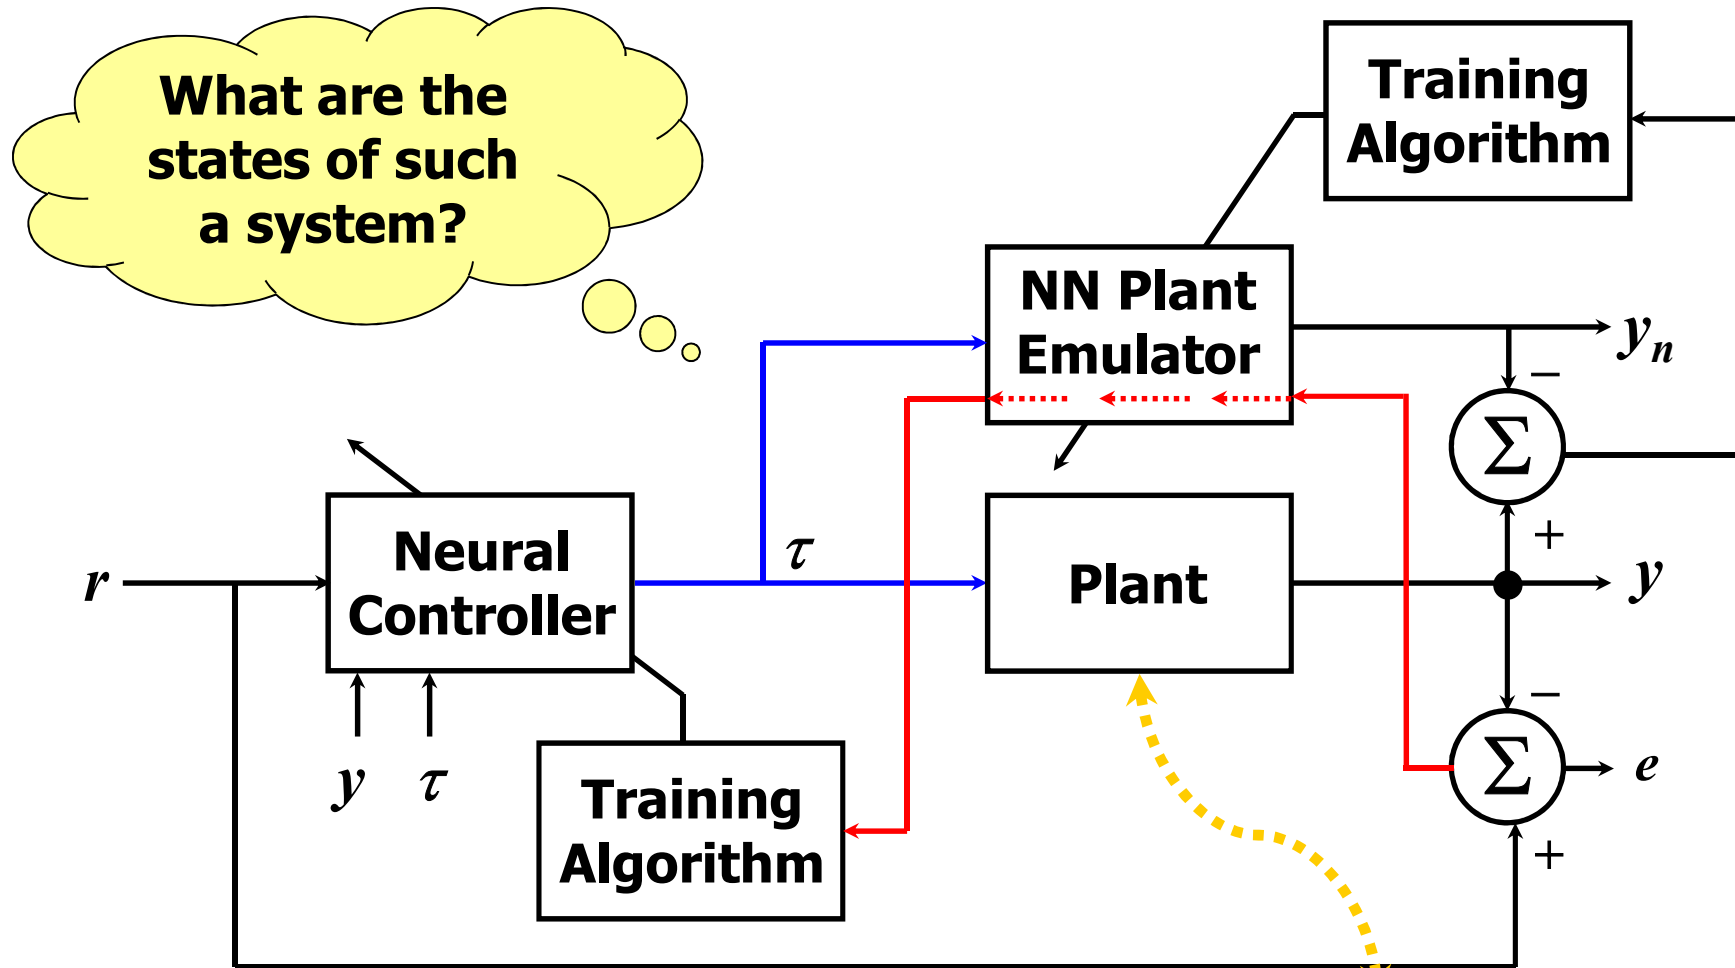 What are the
states of such
a system?
Training
Algorithm
NN Plant
Emulator
yₙ
−
Σ
+
Neural
Controller
r
τ
Plant
y
y τ
Training
Algorithm
−
Σ
e
+